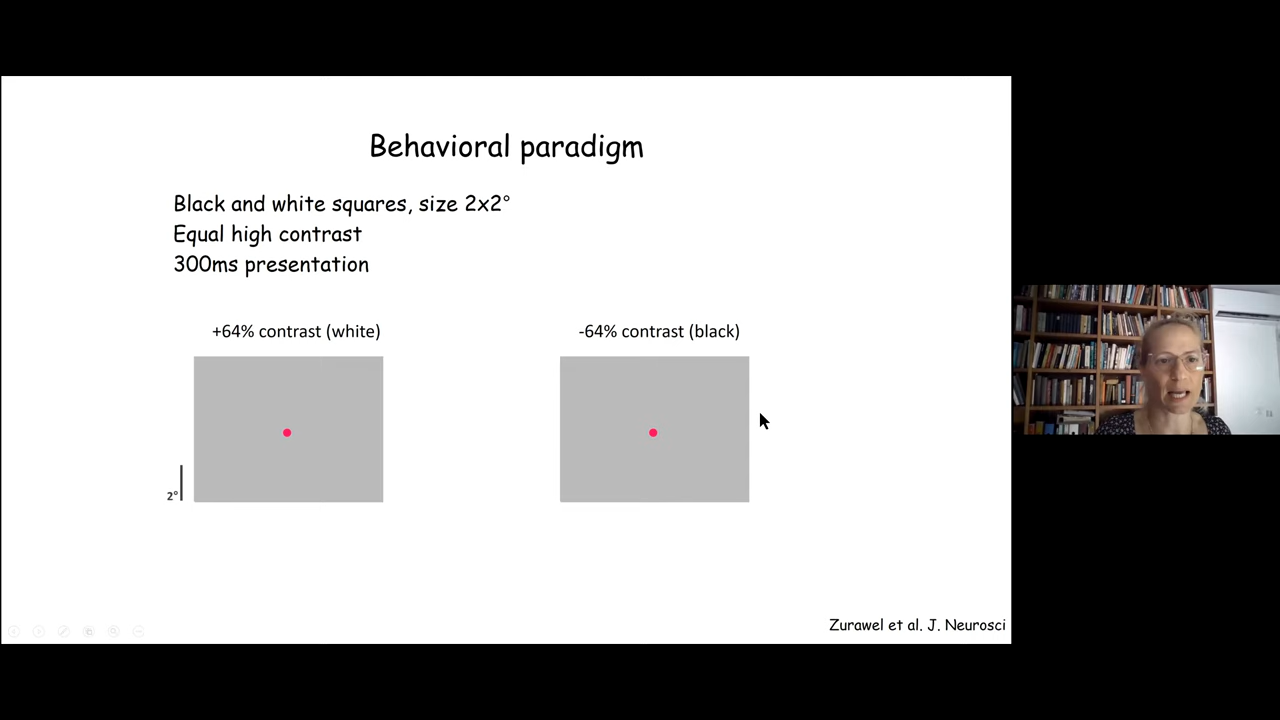 Behavioral paradigm
Black and white squares, size 2x2°
Equal high contrast
300ms presentation
+64% contrast (white)
-64% contrast (black)
2°
Zurawel et al. J. Neurosci